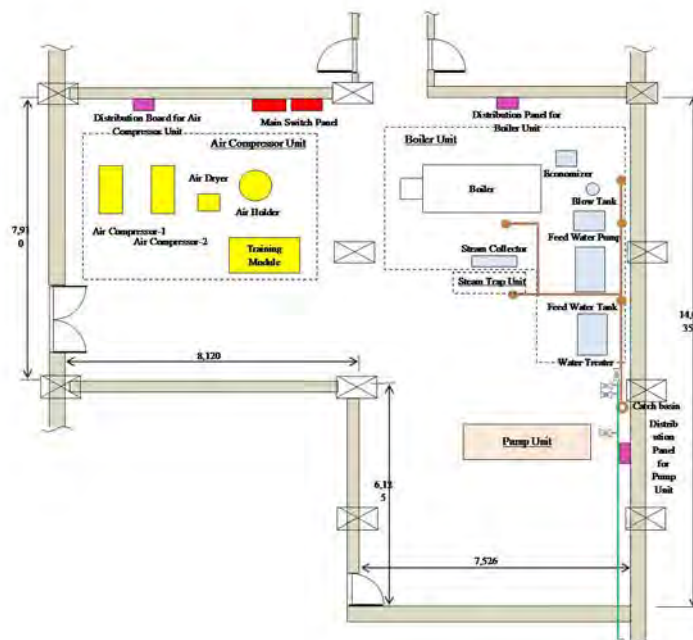 Distribution Board for Air
Compressor Unit
Main Switch Panel
Distribution Panel for
Boiler Unit
Air Compressor Unit
Boiler Unit
Economizer
Air Dryer
Boiler
Blow Tank
Air Holder
Feed Water Pump
Air Compressor-1
Air Compressor-2
Training
Module
Steam Collector
Steam Trap Unit
Feed Water Tank
7,91
0
14,0
35
8,120
Water Treater
Catch basin
Distrib
ution
Panel
for
Pump
Unit
Pump Unit
6,12
5
7,526